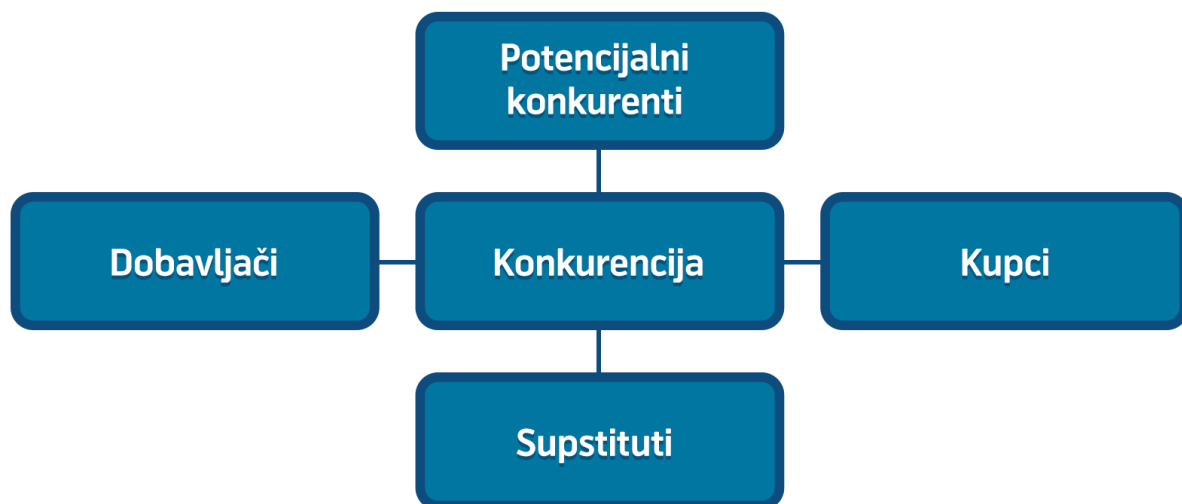 Potencijalni
konkurenti
Dobavljači
Konkurencija
Kupci
Supstituti